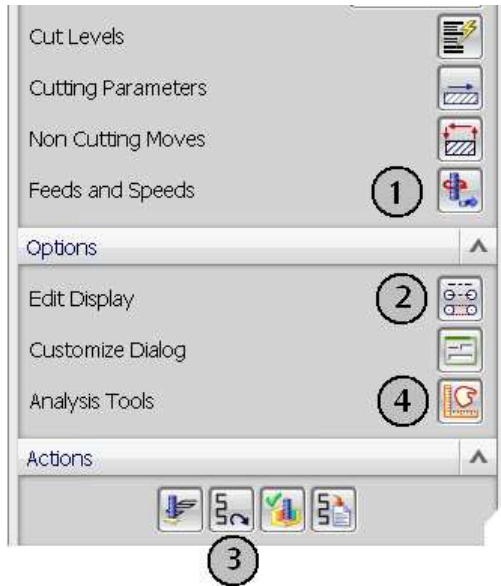 Cut Levels
Cutting Parameters
Non Cutting Moves
Feeds and Speeds 1
Options
Edit Display 2
Customize Dialog
Analysis Tools 4
Actions
3